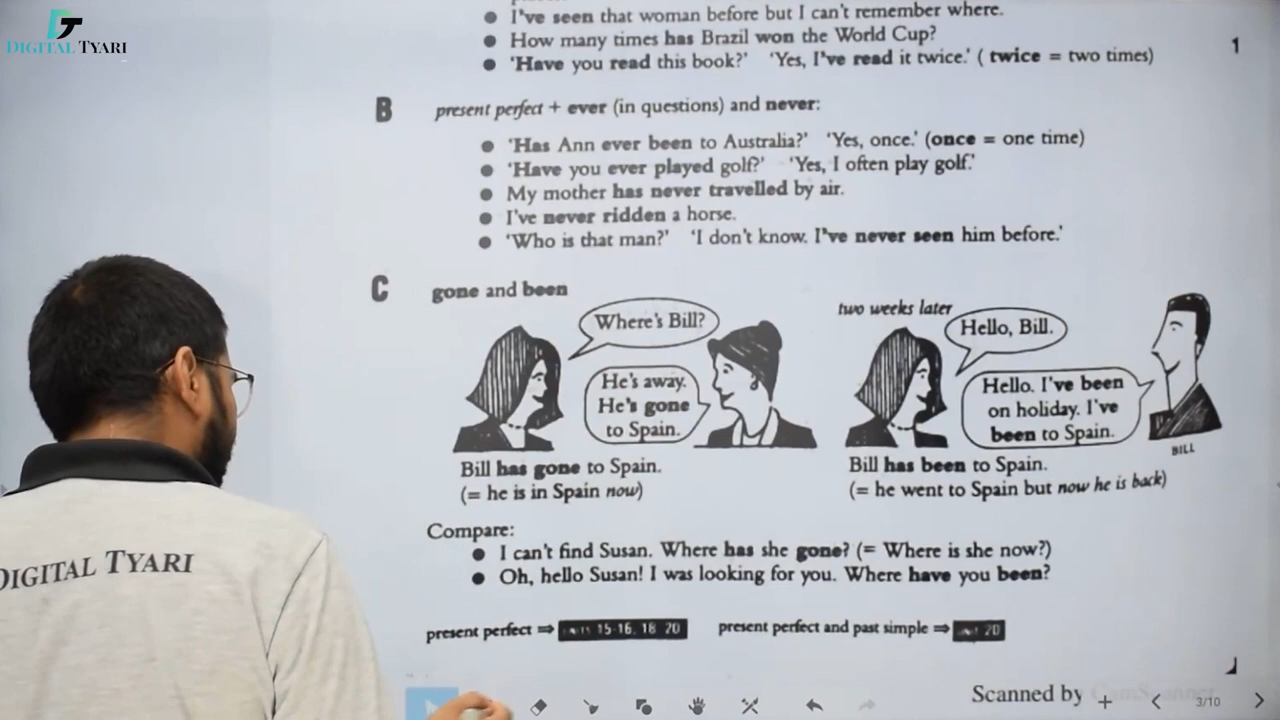 DIGITAL TYARI
● I've seen that woman before but I can't remember where.
● How many times has Brazil won the World Cup?
● 'Have you read this book?' 'Yes, I've read it twice.' ( twice = two times)
1
B
present perfect + ever (in questions) and never:
● 'Has Ann ever been to Australia?' 'Yes, once.' (once = one time)
● 'Have you ever played golf?' 'Yes, I often play golf.'
● My mother has never travelled by air.
● I've never ridden a horse.
● 'Who is that man?' 'I don't know. I've never seen him before.'
C
gone and been
Where's Bill?
He's away.
He's gone
to Spain.
Bill has gone to Spain.
(= he is in Spain now)
two weeks later
Hello, Bill.
Hello. I've been
on holiday. I've
been to Spain.
BILL
Bill has been to Spain.
(= he went to Spain but now he is back)
Compare:
● I can't find Susan. Where has she gone? (= Where is she now?)
● Oh, hello Susan! I was looking for you. Where have you been?
present perfect ⇒ 15-16, 18, 20 present perfect and past simple ⇒ 20
Scanned by CamScanner
3/10
DIGITAL TYARI